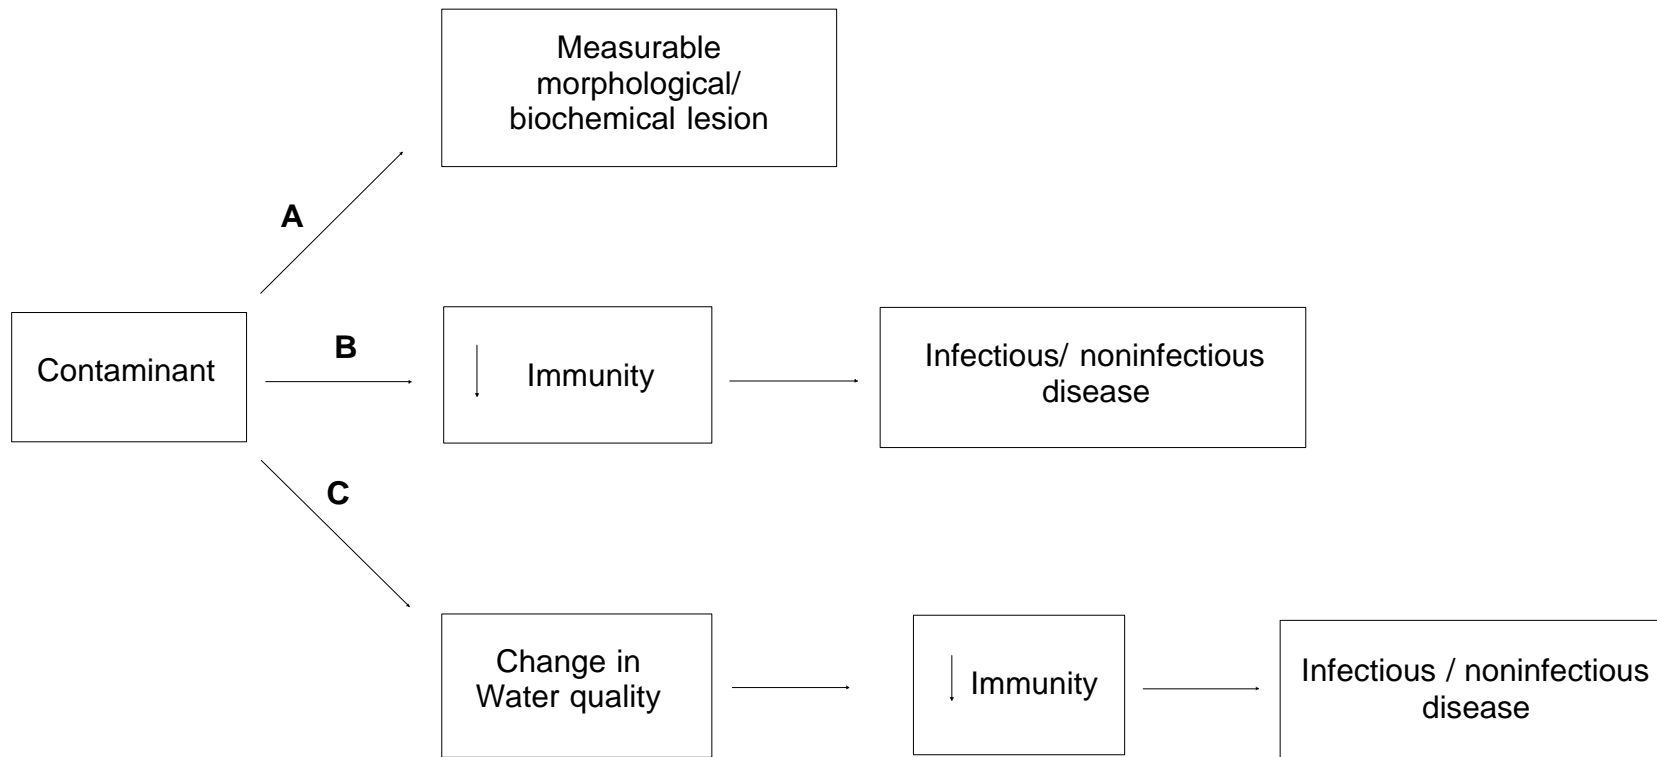 Measurable
morphological/
biochemical lesion
A
Contaminant
B
Immunity
Infectious/ noninfectious
disease
C
Change in
Water quality
Immunity
Infectious / noninfectious
disease